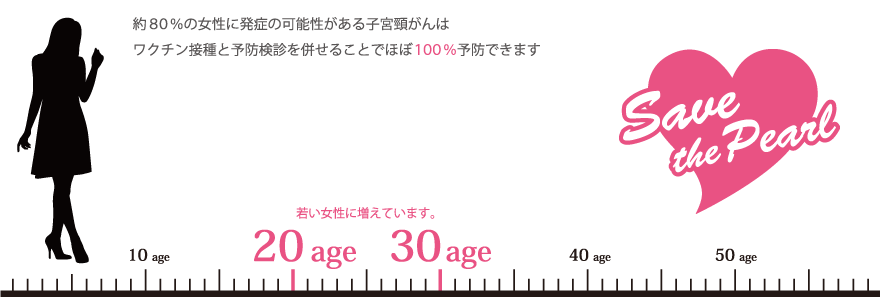 約80%の女性に発症の可能性がある子宮頸がんは
ワクチン接種と予防検診を併せることでほぼ100%予防できます
Save
the Pearl
若い女性に増えています。
10 age 20 age 30 age 40 age 50 age